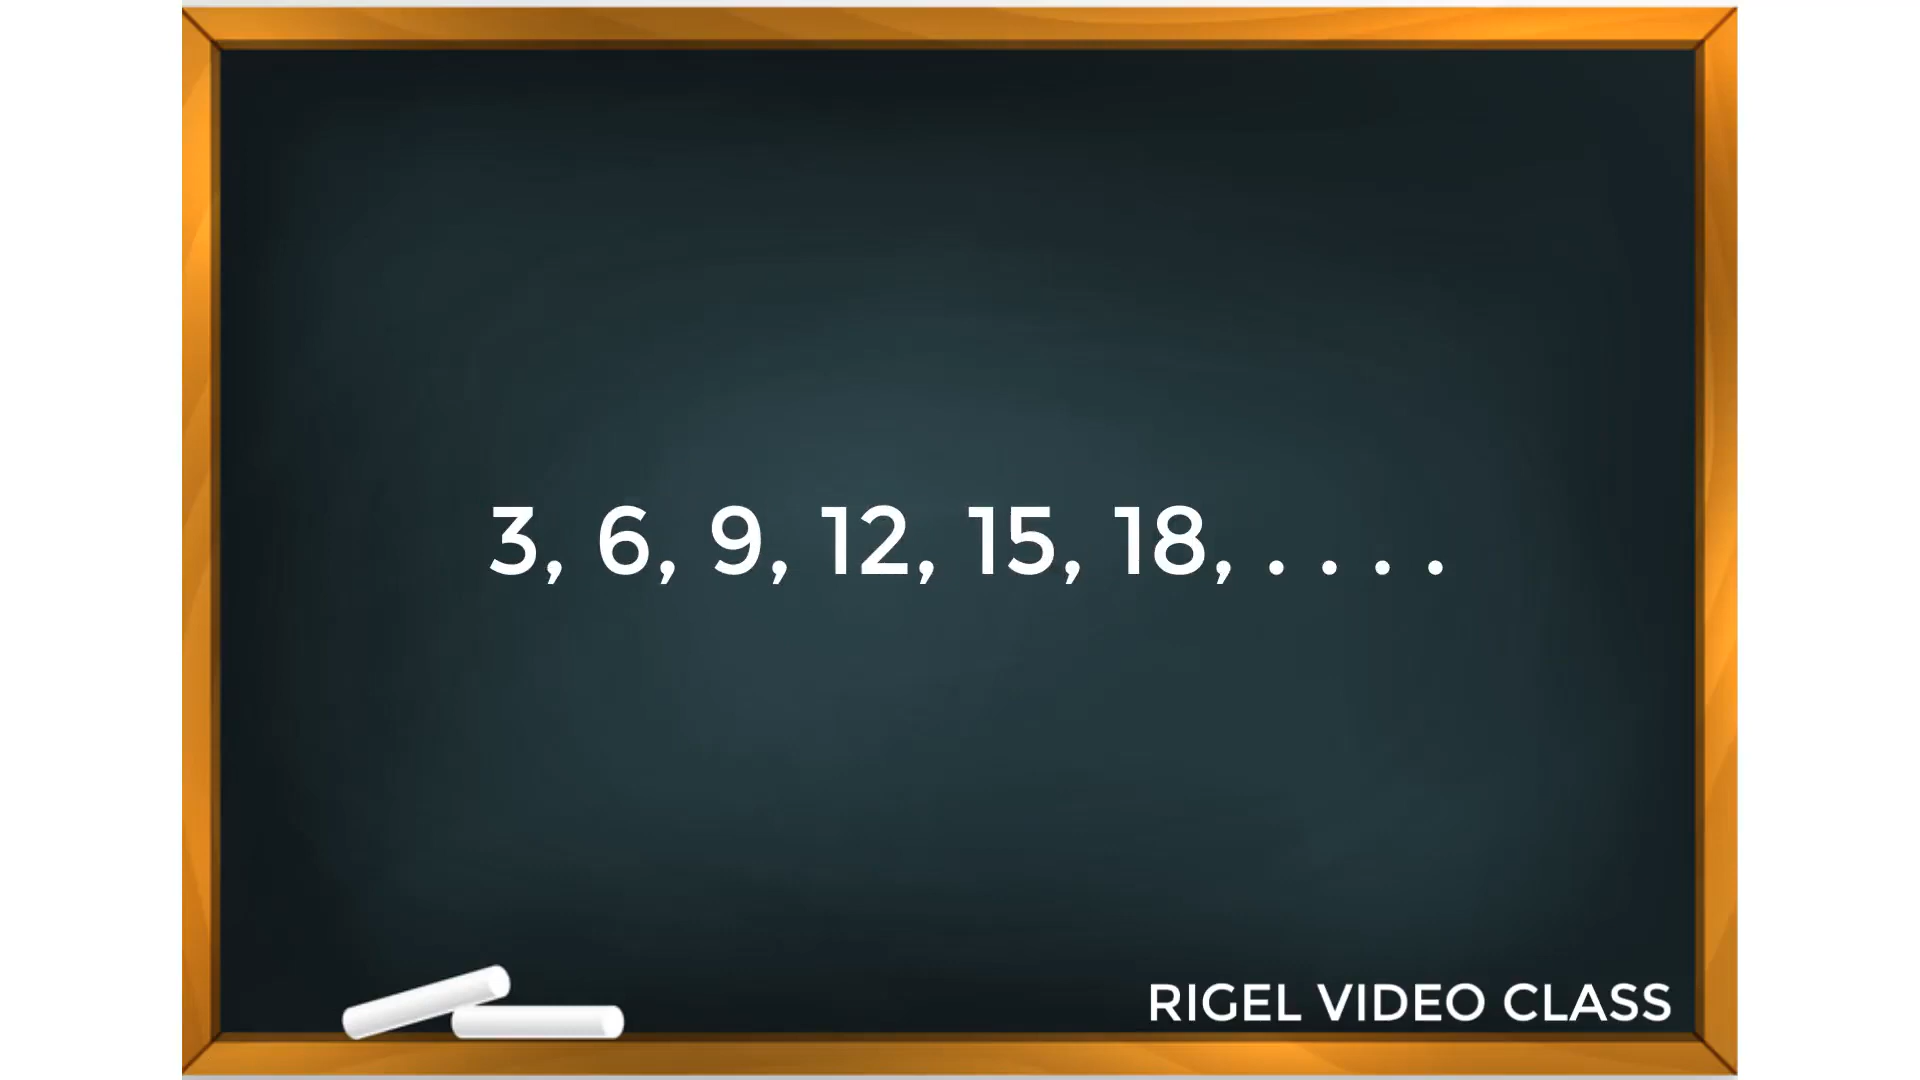 3, 6, 9, 12, 15, 18, . . . .
RIGEL VIDEO CLASS